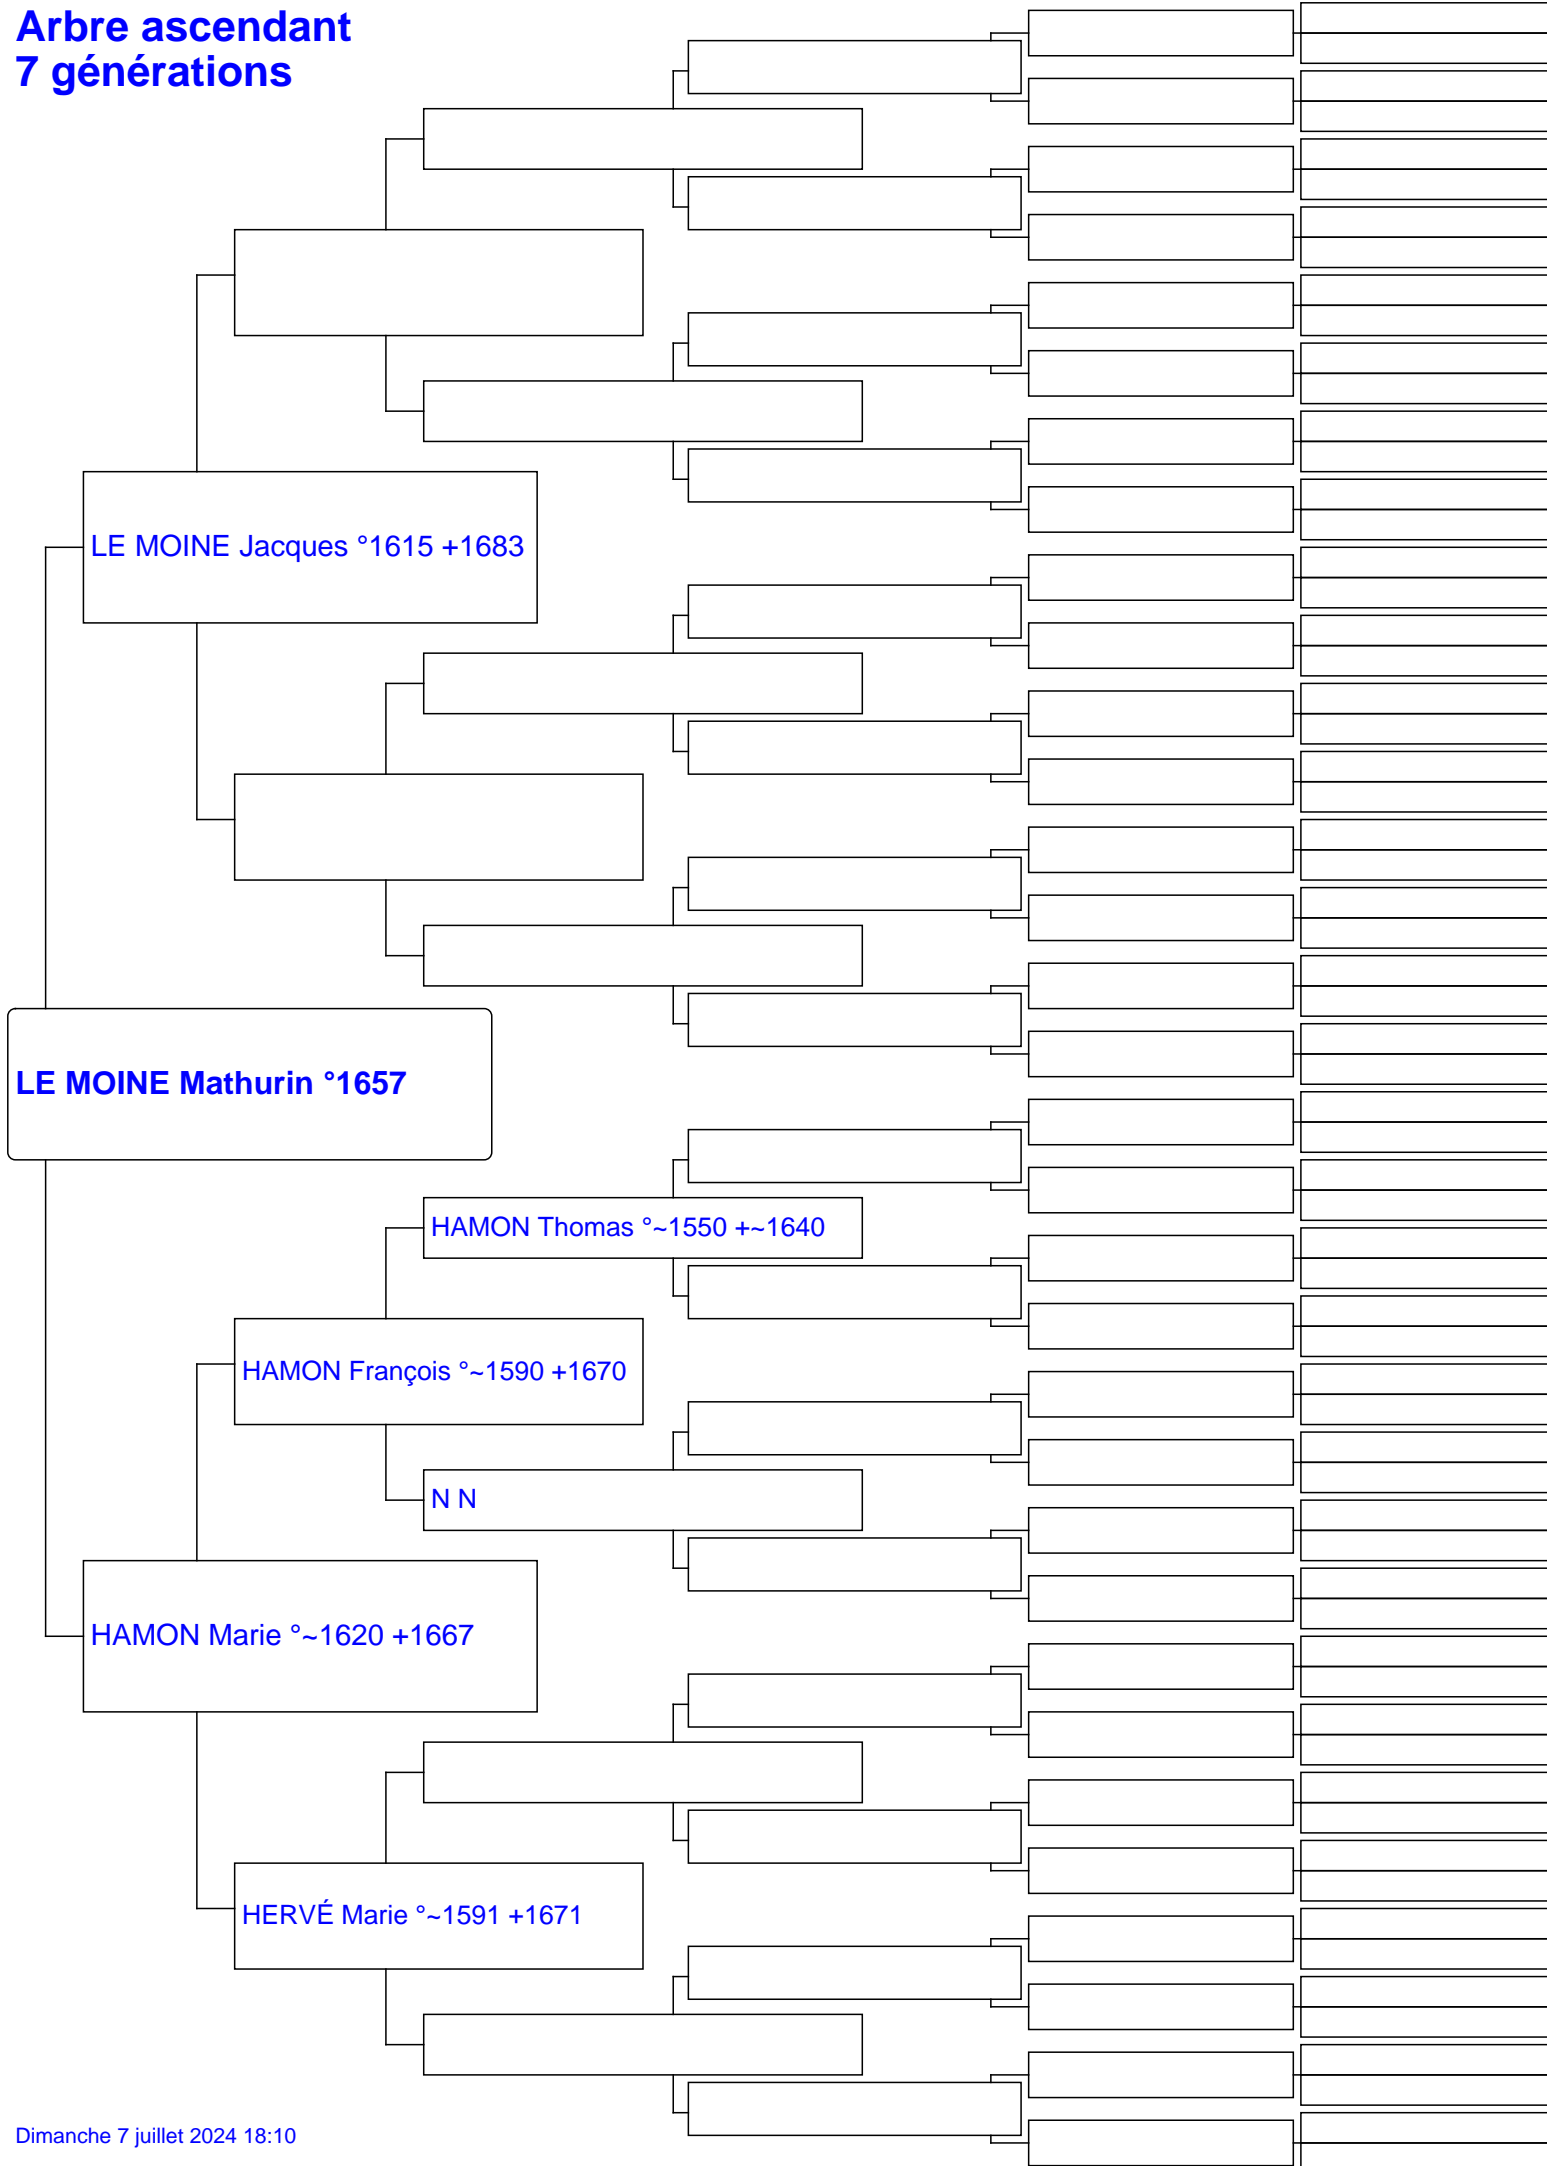 Arbre ascendant
7 générations
LE MOINE Jacques °1615 +1683
LE MOINE Mathurin °1657
HAMON Thomas °~1550 +~1640
HAMON François °~1590 +1670
N N
HAMON Marie °~1620 +1667
HERVÉ Marie °~1591 +1671
Dimanche 7 juillet 2024 18:10